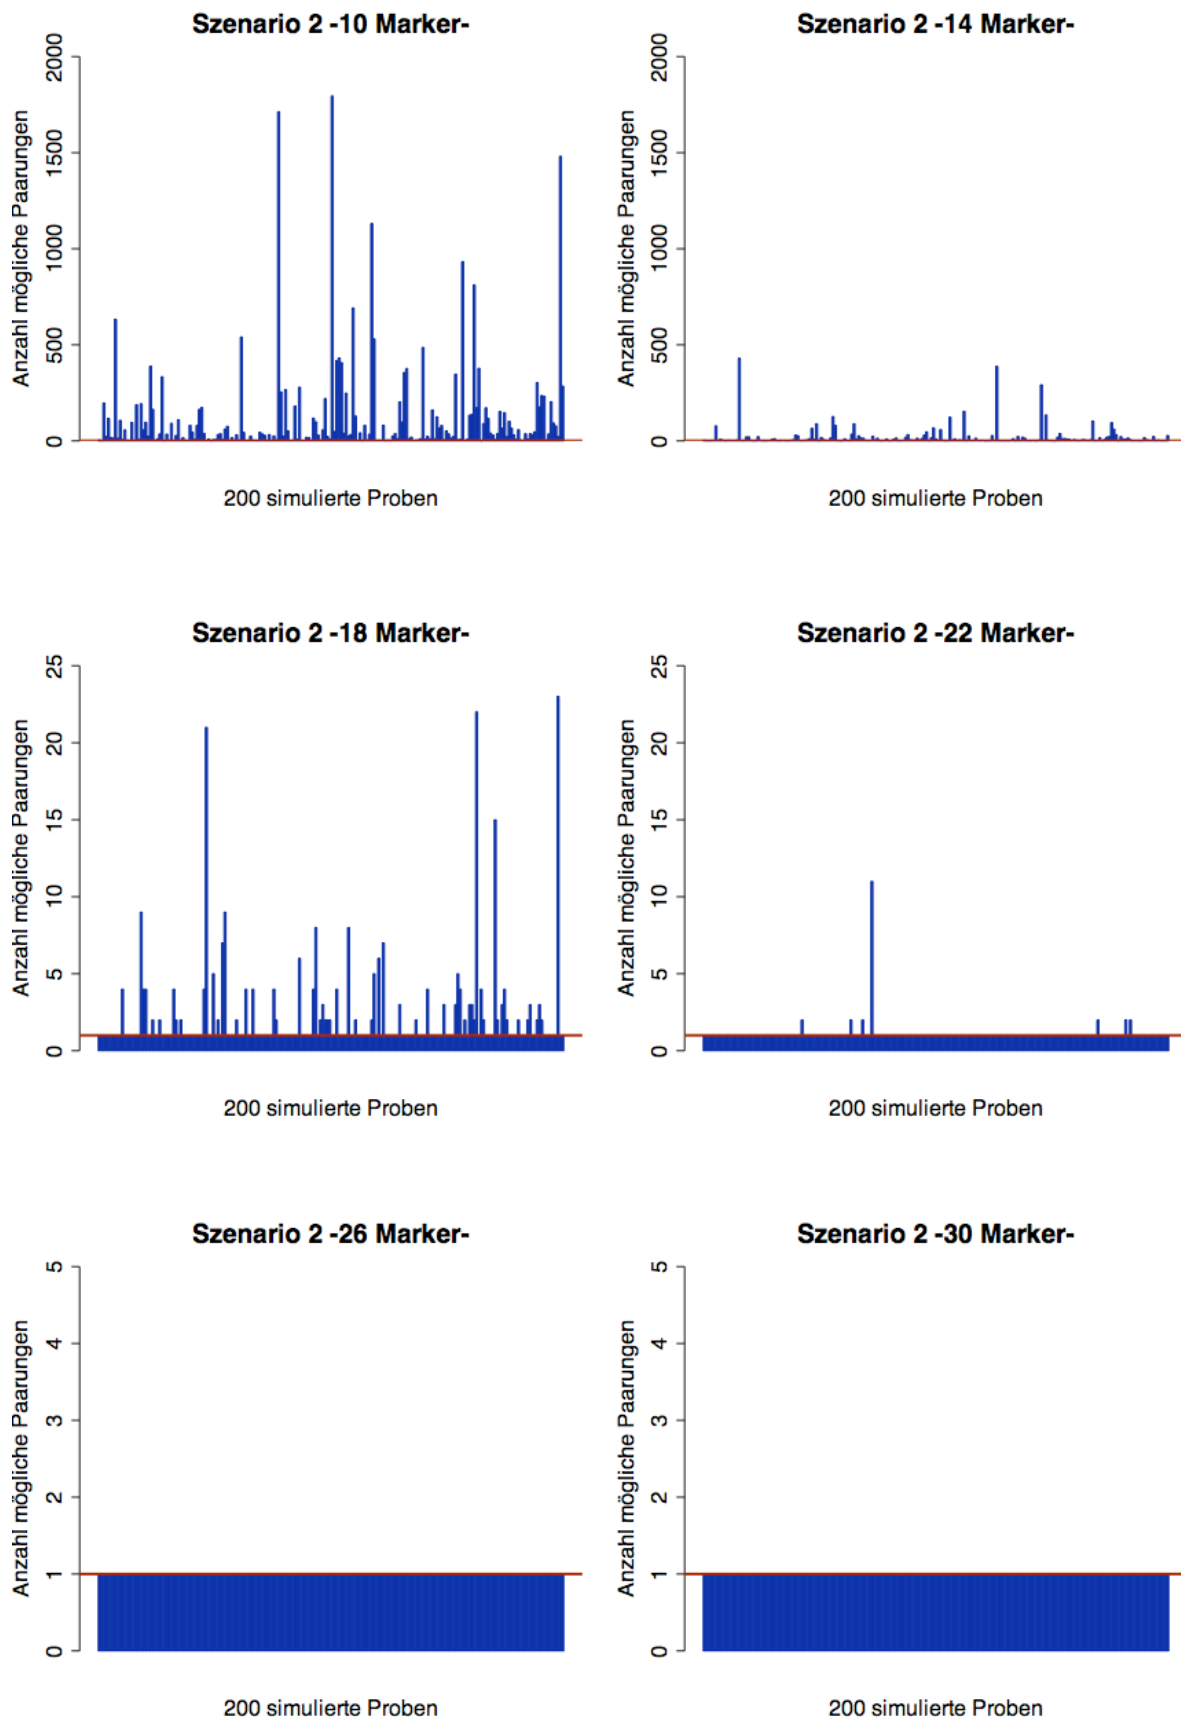 Szenario 2 -10 Marker-
Anzahl mögliche Paarungen
2000
1500
1000
500
0
200 simulierte Proben
Szenario 2 -14 Marker-
Anzahl mögliche Paarungen
2000
1500
1000
500
0
200 simulierte Proben
Szenario 2 -18 Marker-
Anzahl mögliche Paarungen
25
20
15
10
5
0
200 simulierte Proben
Szenario 2 -22 Marker-
Anzahl mögliche Paarungen
25
20
15
10
5
0
200 simulierte Proben
Szenario 2 -26 Marker-
Anzahl mögliche Paarungen
5
4
3
2
1
0
200 simulierte Proben
Szenario 2 -30 Marker-
Anzahl mögliche Paarungen
5
4
3
2
1
0
200 simulierte Proben